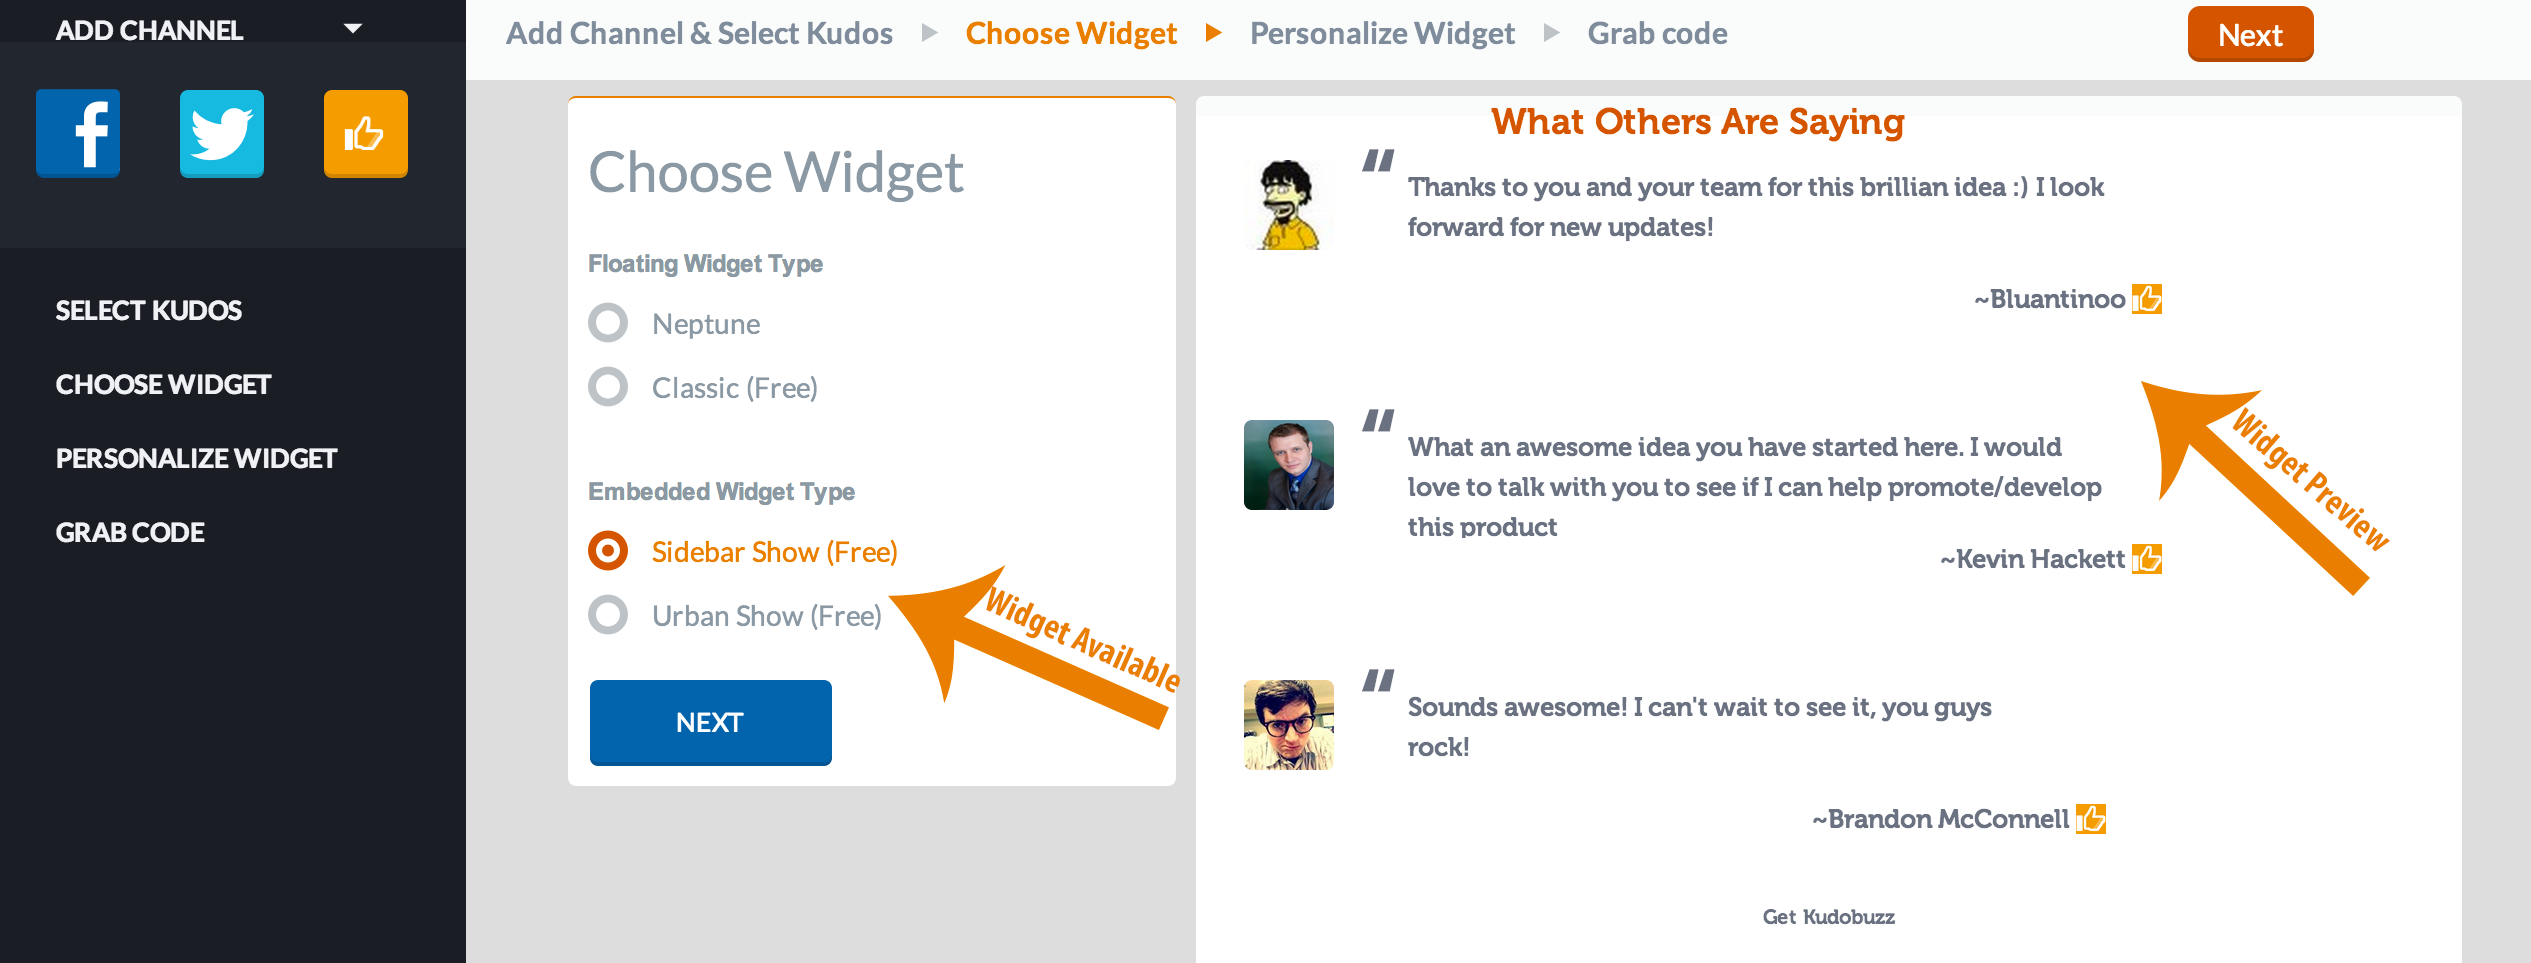 ADD CHANNEL
Add Channel & Select Kudos
Choose Widget
Personalize Widget
Grab code
Next
SELECT KUDOS
CHOOSE WIDGET
PERSONALIZE WIDGET
GRAB CODE
Choose Widget
Floating Widget Type
Neptune
Classic (Free)
Embedded Widget Type
Sidebar Show (Free)
Urban Show (Free)
Widget Available
NEXT
What Others Are Saying
Thanks to you and your team for this brillian idea :) I look
forward for new updates!
~Bluantinoo
What an awesome idea you have started here. I would
love to talk with you to see if I can help promote/develop
this product
~Kevin Hackett
Widget Preview
Sounds awesome! I can't wait to see it, you guys
rock!
~Brandon McConnell
Get Kudobuzz